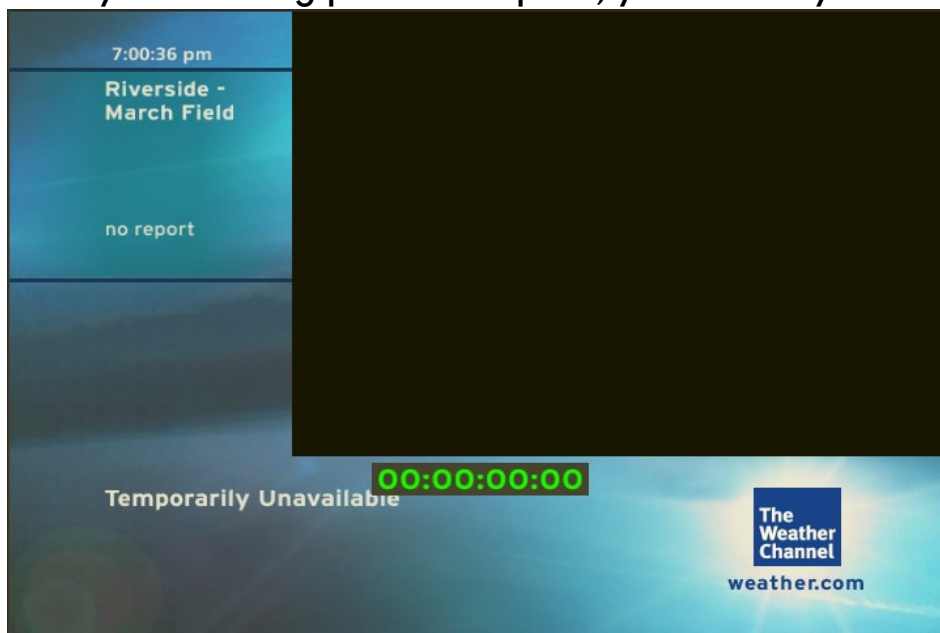 7:00:36 pm
Riverside -
March Field
no report
00:00:00:00
Temporarily Unavailable
The
Weather
Channel
weather.com